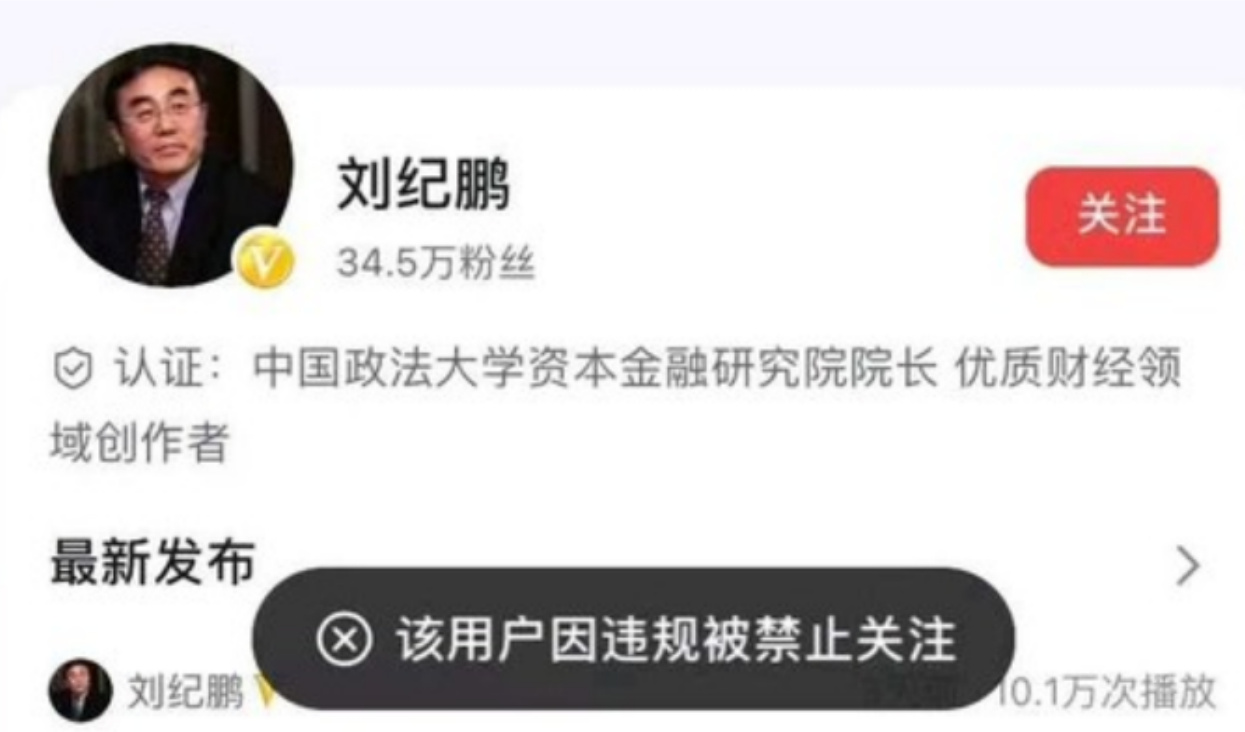 刘纪鹏
34.5万粉丝
关注
认证：中国政法大学资本金融研究院院长 优质财经领
域创作者
最新发布
该用户因违规被禁止关注
刘纪鹏
10.1万次播放